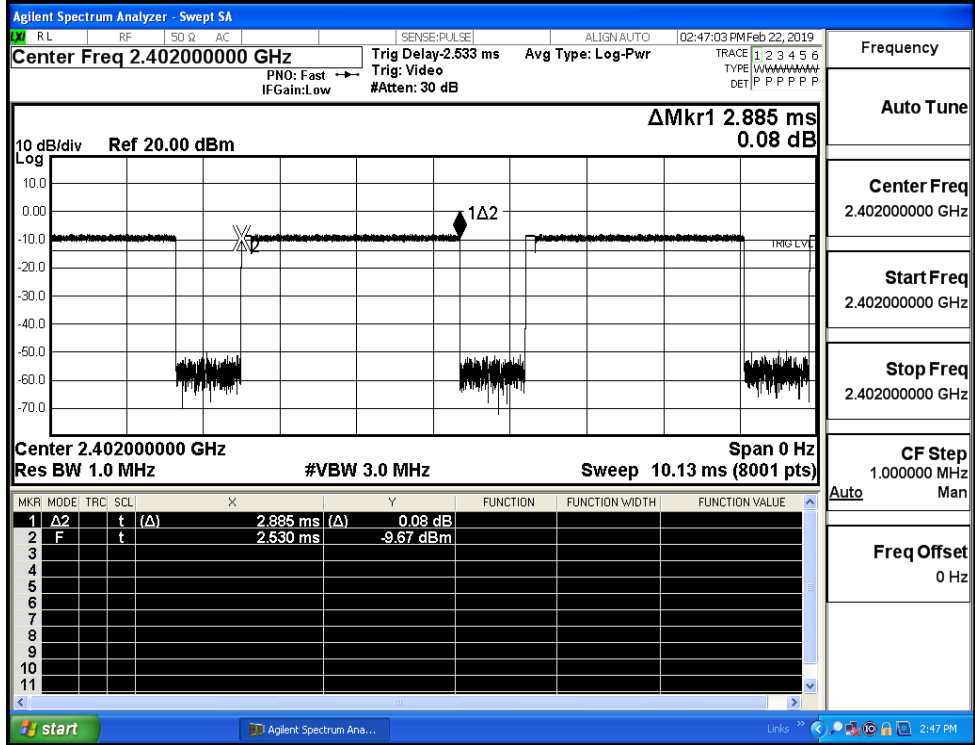 Agilent Spectrum Analyzer - Swept SA
LXI RL RF 50 Ω AC SENSE:PULSE ALIGN AUTO 02:47:03 PM Feb 22, 2019
Center Freq 2.402000000 GHz
PNO: Fast
IFGain:Low
Trig Delay-2.533 ms
Trig: Video
#Atten: 30 dB
Avg Type: Log-Pwr
TRACE 1 2 3 4 5 6
TYPE WWWWWW
DET P P P P P P
ΔMkr1 2.885 ms
0.08 dB
10 dB/div Ref 20.00 dBm
Log
10.0
0.00
-10.0
-20.0
-30.0
-40.0
-50.0
-60.0
-70.0
1Δ2
2
TRIG LVL
Center 2.402000000 GHz Span 0 Hz
Res BW 1.0 MHz #VBW 3.0 MHz Sweep 10.13 ms (8001 pts)
MKR MODE TRC SCL X Y FUNCTION FUNCTION WIDTH FUNCTION VALUE
1 Δ2 t (Δ) 2.885 ms (Δ) 0.08 dB
2 F t 2.530 ms -9.67 dBm
3
4
5
6
7
8
9
10
11
Frequency
Auto Tune
Center Freq
2.402000000 GHz
Start Freq
2.402000000 GHz
Stop Freq
2.402000000 GHz
CF Step
1.000000 MHz
Auto Man
Freq Offset
0 Hz
start Agilent Spectrum Ana... Links » 2:47 PM